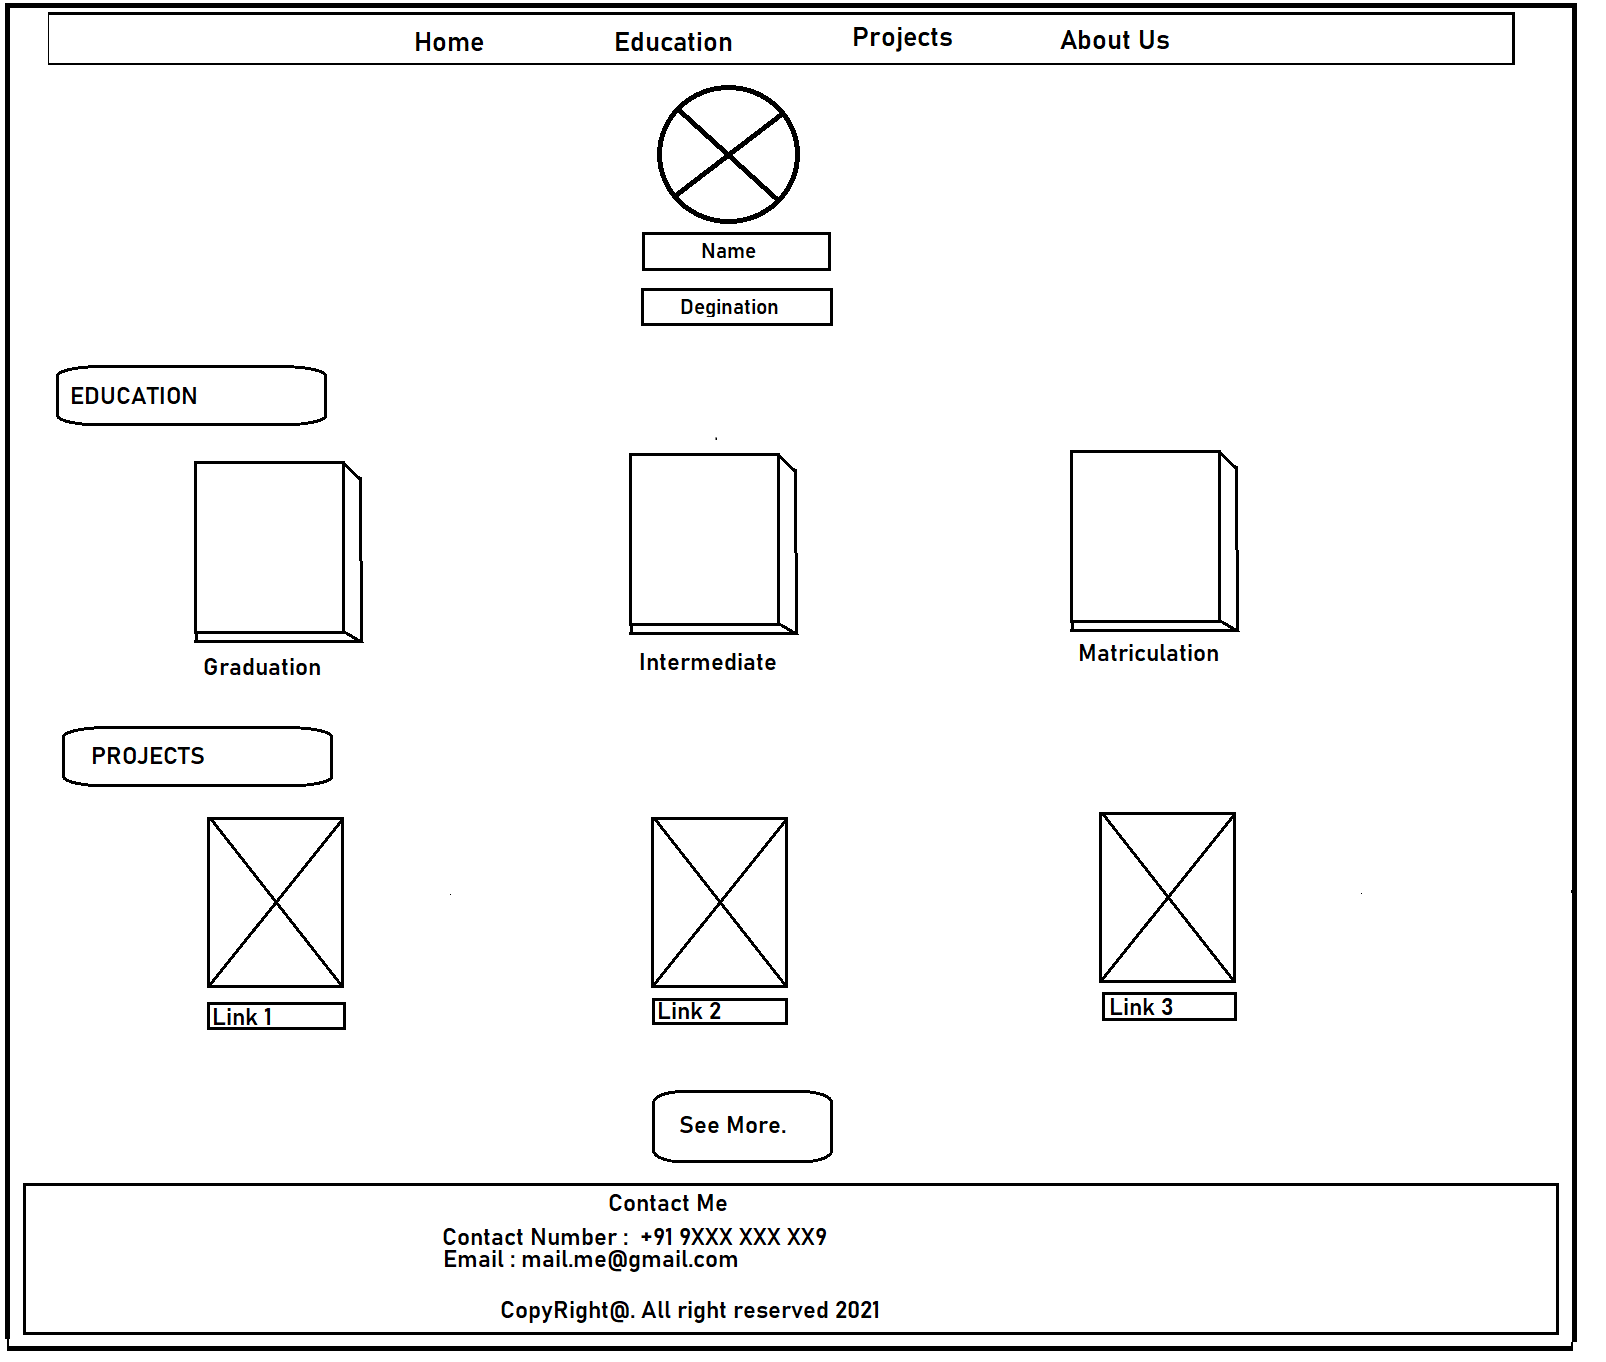 Home Education Projects About Us
Name
Degination
EDUCATION
Graduation Intermediate Matriculation
PROJECTS
Link 1 Link 2 Link 3
See More.
Contact Me
Contact Number : +91 9XXX XXX XX9
Email : mail.me@gmail.com
CopyRight@. All right reserved 2021